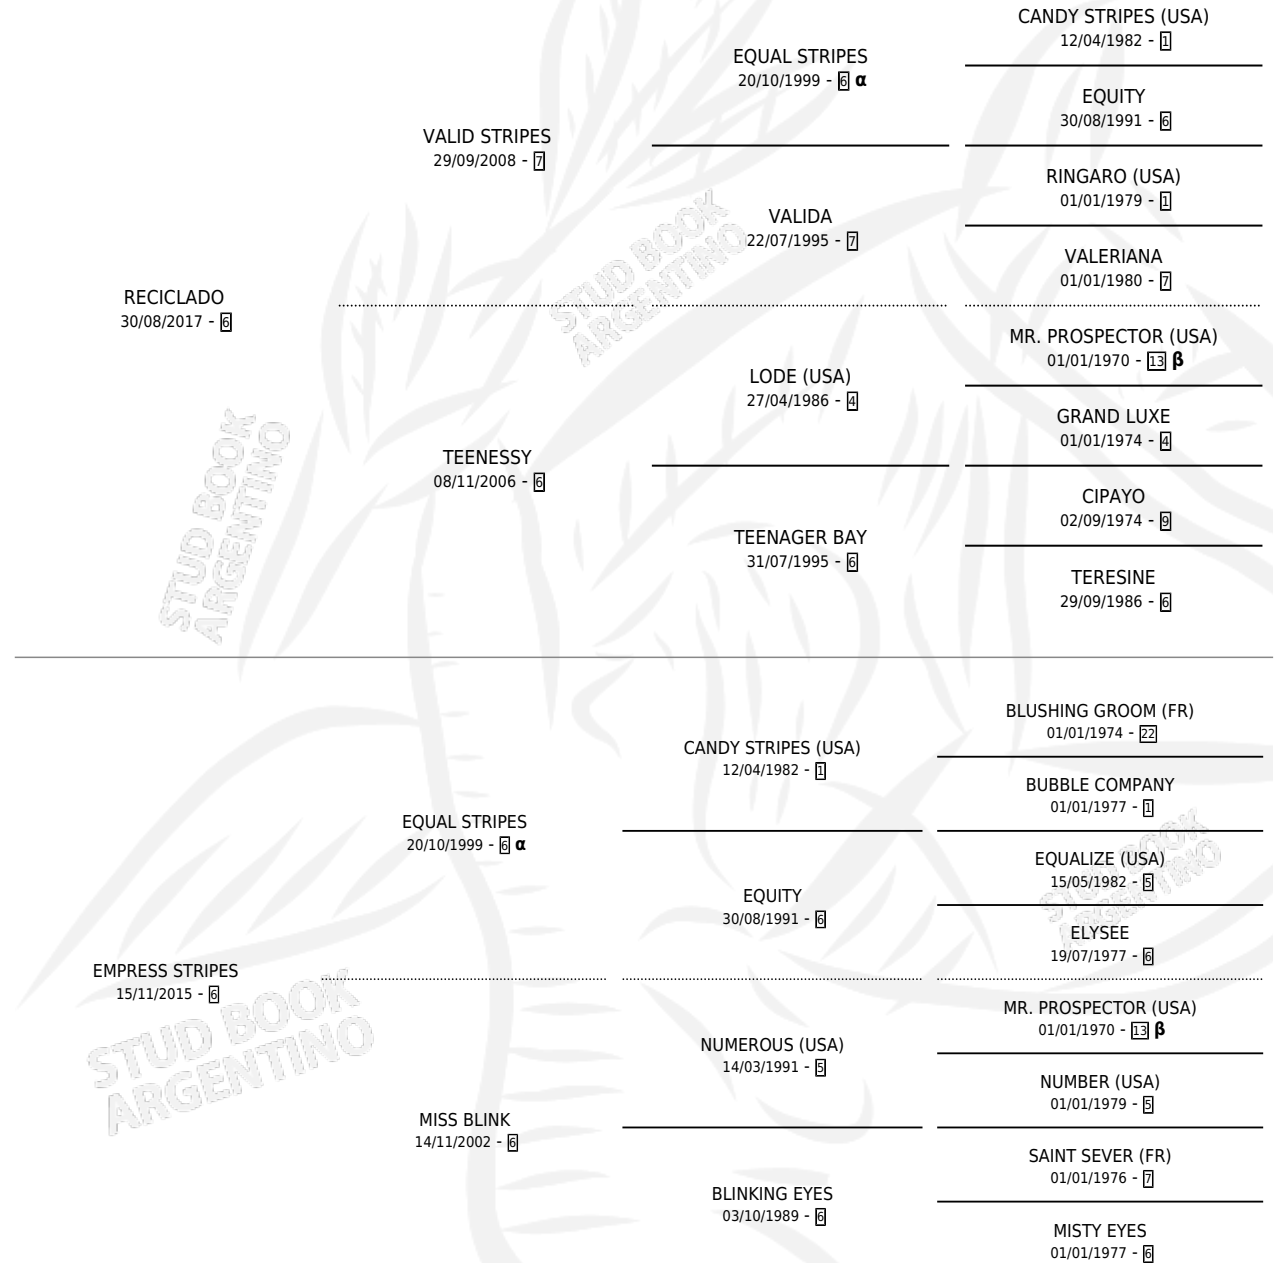 CANDY STRIPES (USA)
12/04/1982 - 1
EQUAL STRIPES
20/10/1999 - 6 α
EQUITY
30/08/1991 - 6
VALID STRIPES
29/09/2008 - 7
RINGARO (USA)
01/01/1979 - 1
VALIDA
22/07/1995 - 7
VALERIANA
01/01/1980 - 7
RECICLADO
30/08/2017 - 6
MR. PROSPECTOR (USA)
01/01/1970 - 13 β
LODE (USA)
27/04/1986 - 4
GRAND LUXE
01/01/1974 - 4
TEENESSY
08/11/2006 - 6
CIPAYO
02/09/1974 - 9
TEENAGER BAY
31/07/1995 - 6
TERESINE
29/09/1986 - 6
STUD BOOK
ARGENTINO
STUD BOOK
ARGENTINO
BLUSHING GROOM (FR)
01/01/1974 - 22
CANDY STRIPES (USA)
12/04/1982 - 1
BUBBLE COMPANY
01/01/1977 - 1
EQUAL STRIPES
20/10/1999 - 6 α
EQUALIZE (USA)
15/05/1982 - 5
EQUITY
30/08/1991 - 6
ELYSEE
19/07/1977 - 6
EMPRESS STRIPES
15/11/2015 - 6
MR. PROSPECTOR (USA)
01/01/1970 - 13 β
NUMEROUS (USA)
14/03/1991 - 5
NUMBER (USA)
01/01/1979 - 5
MISS BLINK
14/11/2002 - 6
SAINT SEVER (FR)
01/01/1976 - 7
BLINKING EYES
03/10/1989 - 6
MISTY EYES
01/01/1977 - 6
STUD BOOK
ARGENTINO
STUD BOOK
ARGENTINO